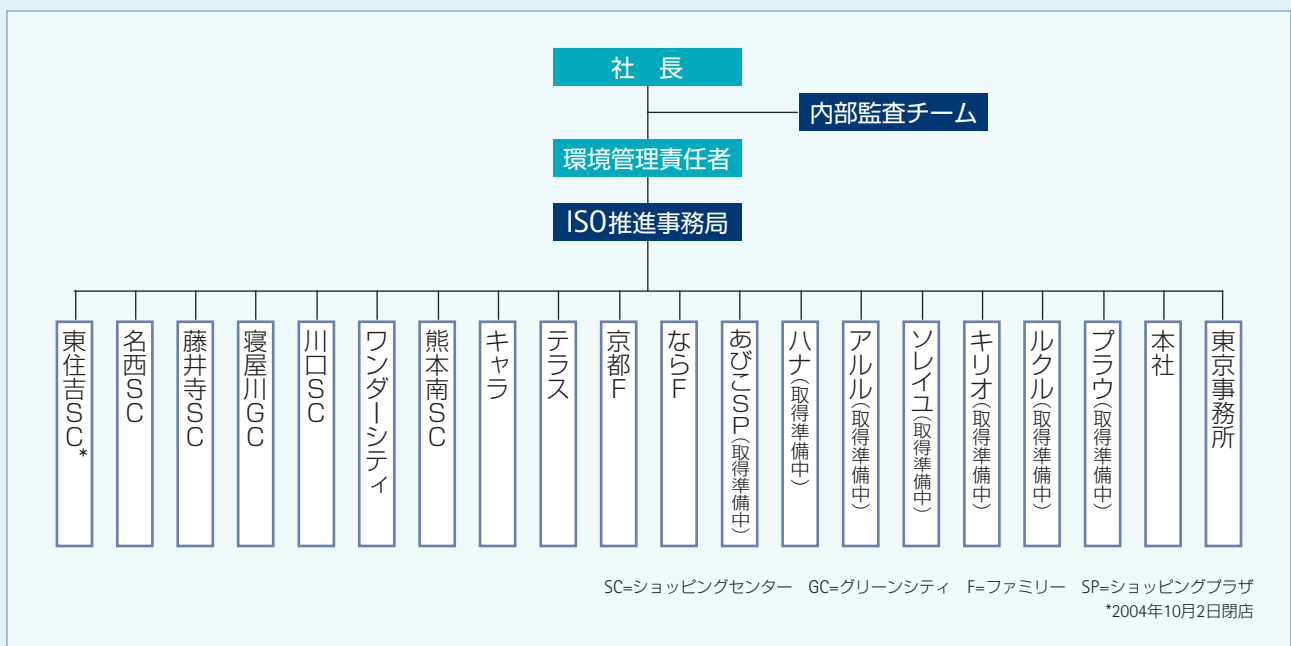 社 長
内部監査チーム
環境管理責任者
ISO推進事務局
東住吉SC*
名西SC
藤井寺SC
寝屋川GC
川口SC
ワンダーシティ
熊本南SC
キャラ
テラス
京都F
ならF
あびこSP(取得準備中)
ハナ(取得準備中)
アルル(取得準備中)
ソレイユ(取得準備中)
キリオ(取得準備中)
ルクル(取得準備中)
プラウ(取得準備中)
本社
東京事務所
SC=ショッピングセンター GC=グリーンシティ F=ファミリー SP=ショッピングプラザ
*2004年10月2日閉店